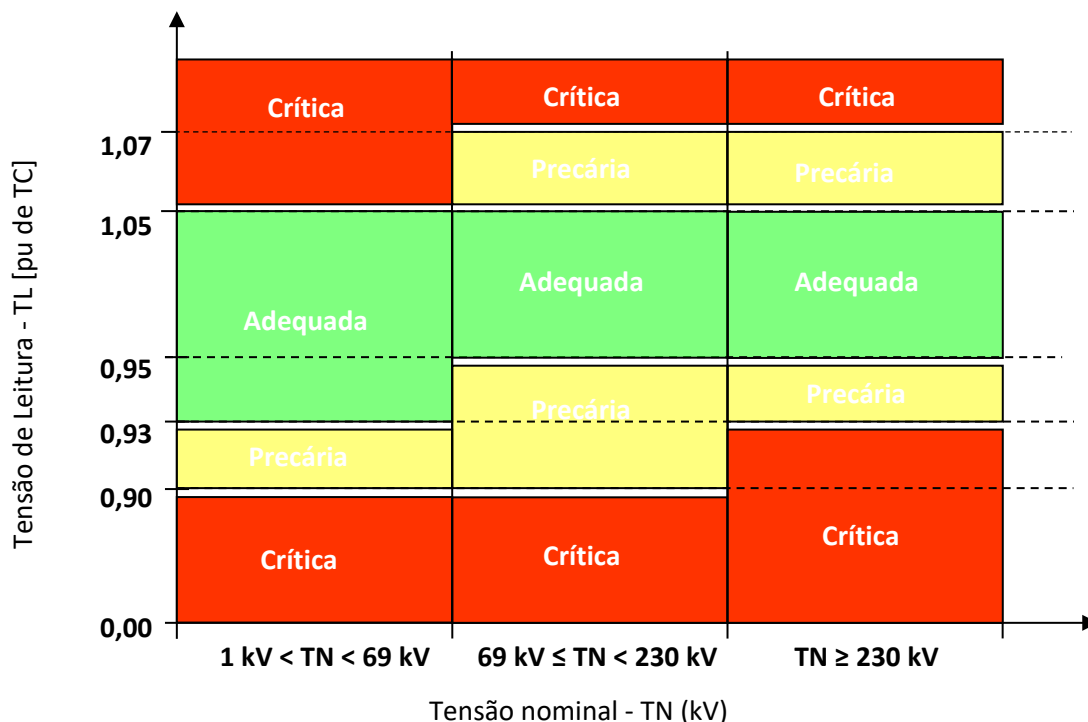 Crítica
Crítica
Crítica
1,07
Precária
Precária
1,05
Adequada
Adequada
Adequada
0,95
Precária
Precária
0,93
Precária
0,90
Crítica
Crítica
Crítica
0,00
1 kV < TN < 69 kV
69 kV ≤ TN < 230 kV
TN ≥ 230 kV
Tensão nominal - TN (kV)
Tensão de Leitura - TL [pu de TC]